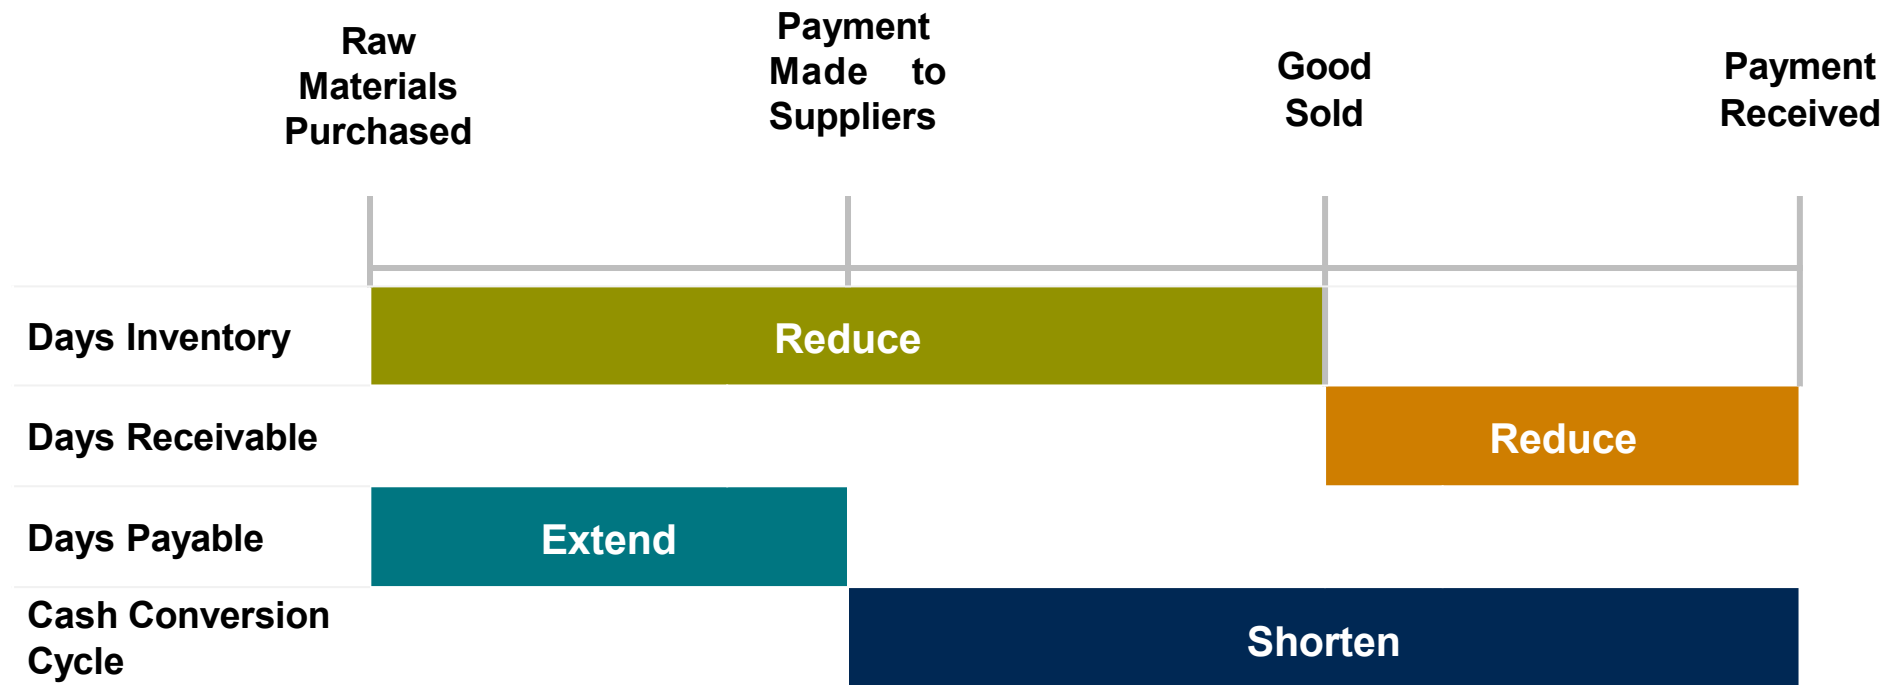 Raw
Materials
Purchased
Payment
Made to
Suppliers
Good
Sold
Payment
Received
Days Inventory
Reduce
Days Receivable
Reduce
Days Payable
Extend
Cash Conversion
Cycle
Shorten